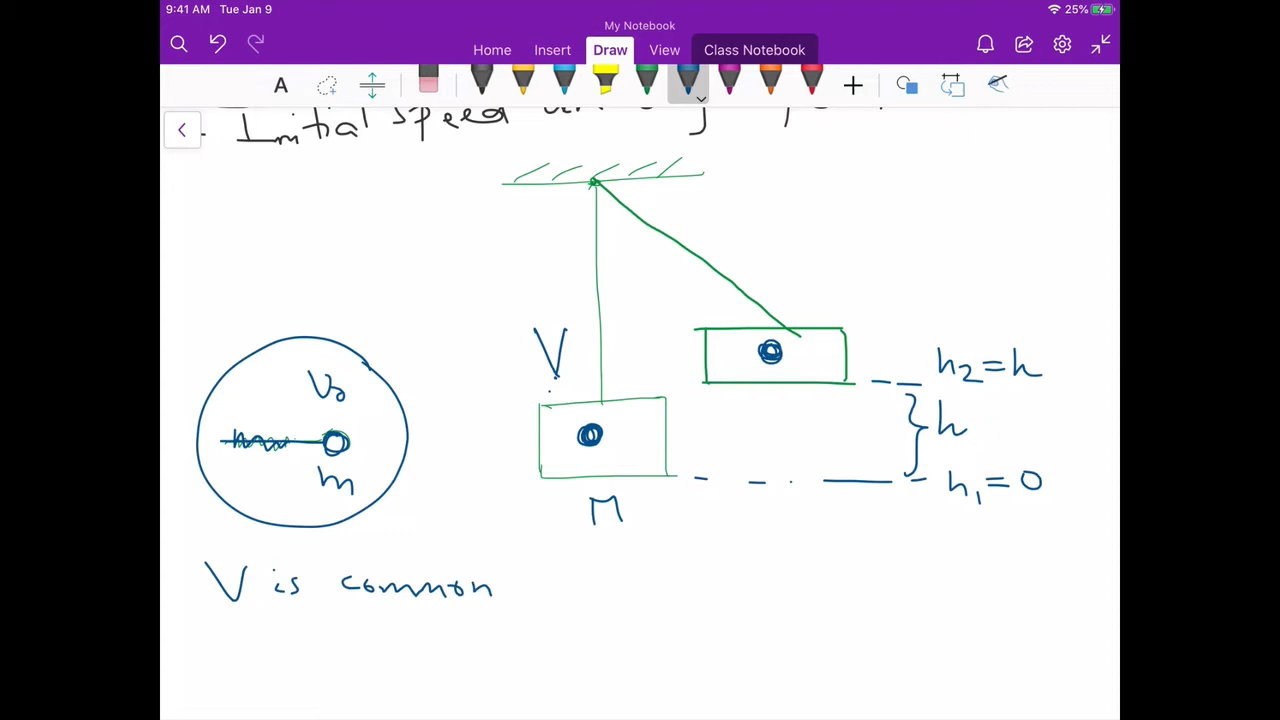 9:41 AM Tue Jan 9
25%
My Notebook
Home Insert Draw View Class Notebook
A
Initial speed
V
h₂ = h
V₀
h
m
h₁ = 0
M
V is common